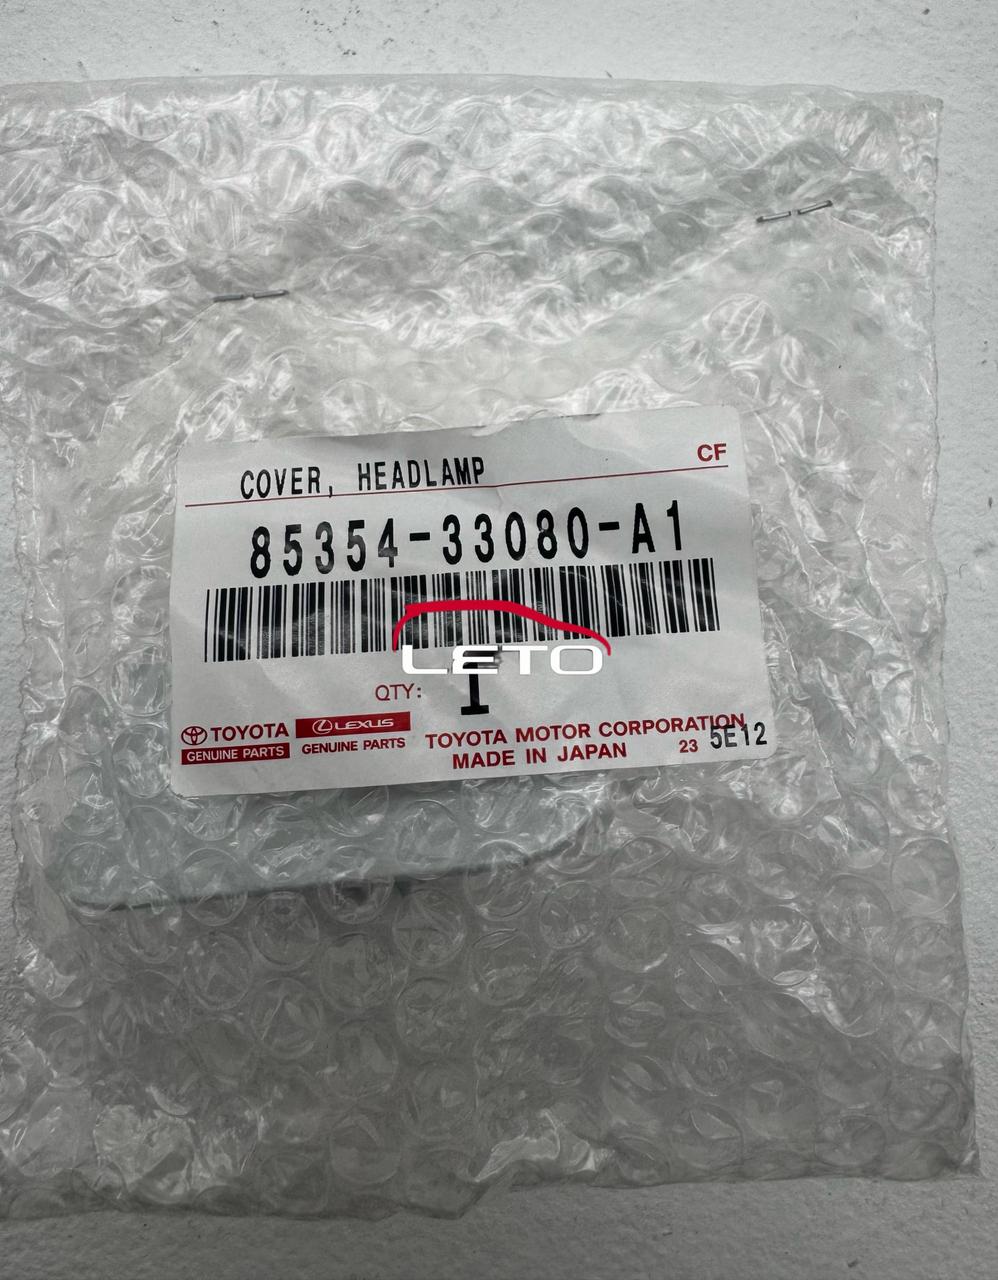 CF
COVER, HEADLAMP
85354-33080-A1
LETO
QTY: 1
TOYOTA
GENUINE PARTS
LEXUS
GENUINE PARTS
TOYOTA MOTOR CORPORATION
MADE IN JAPAN
23 5E12